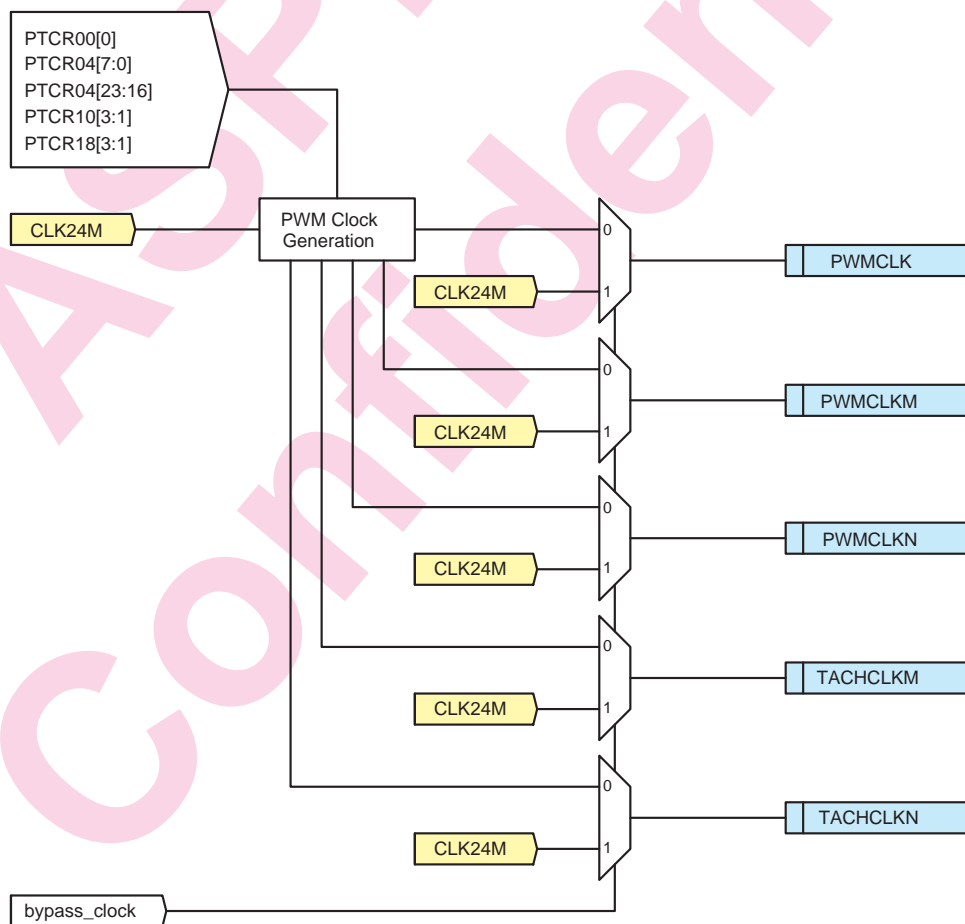 PTCR00[0]
PTCR04[7:0]
PTCR04[23:16]
PTCR10[3:1]
PTCR18[3:1]
CLK24M
PWM Clock
Generation
0
CLK24M
1
PWMCLK
0
CLK24M
1
PWMCLKM
0
CLK24M
1
PWMCLKN
0
CLK24M
1
TACHCLKM
0
CLK24M
1
TACHCLKN
bypass_clock
ASP
Confiden